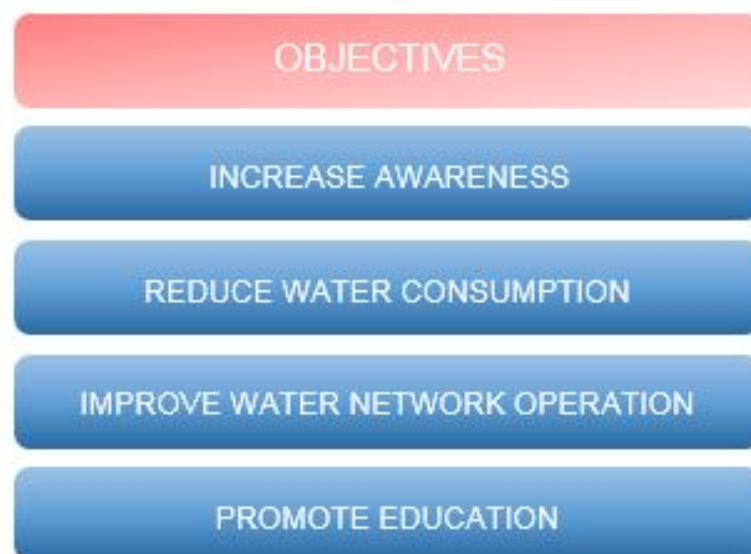 OBJECTIVES
INCREASE AWARENESS
REDUCE WATER CONSUMPTION
IMPROVE WATER NETWORK OPERATION
PROMOTE EDUCATION